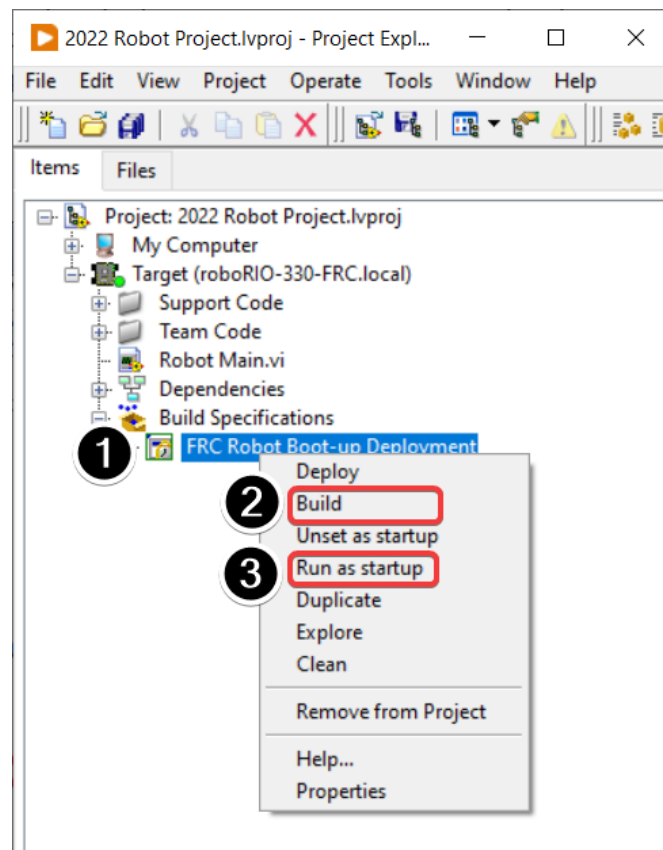 2022 Robot Project.lvproj - Project Expl...
File Edit View Project Operate Tools Window Help
Items Files
Project: 2022 Robot Project.lvproj
My Computer
Target (roboRIO-330-FRC.local)
Support Code
Team Code
Robot Main.vi
Dependencies
Build Specifications
1 FRC Robot Boot-up Deployment
Deploy
2 Build
Unset as startup
3 Run as startup
Duplicate
Explore
Clean
Remove from Project
Help...
Properties